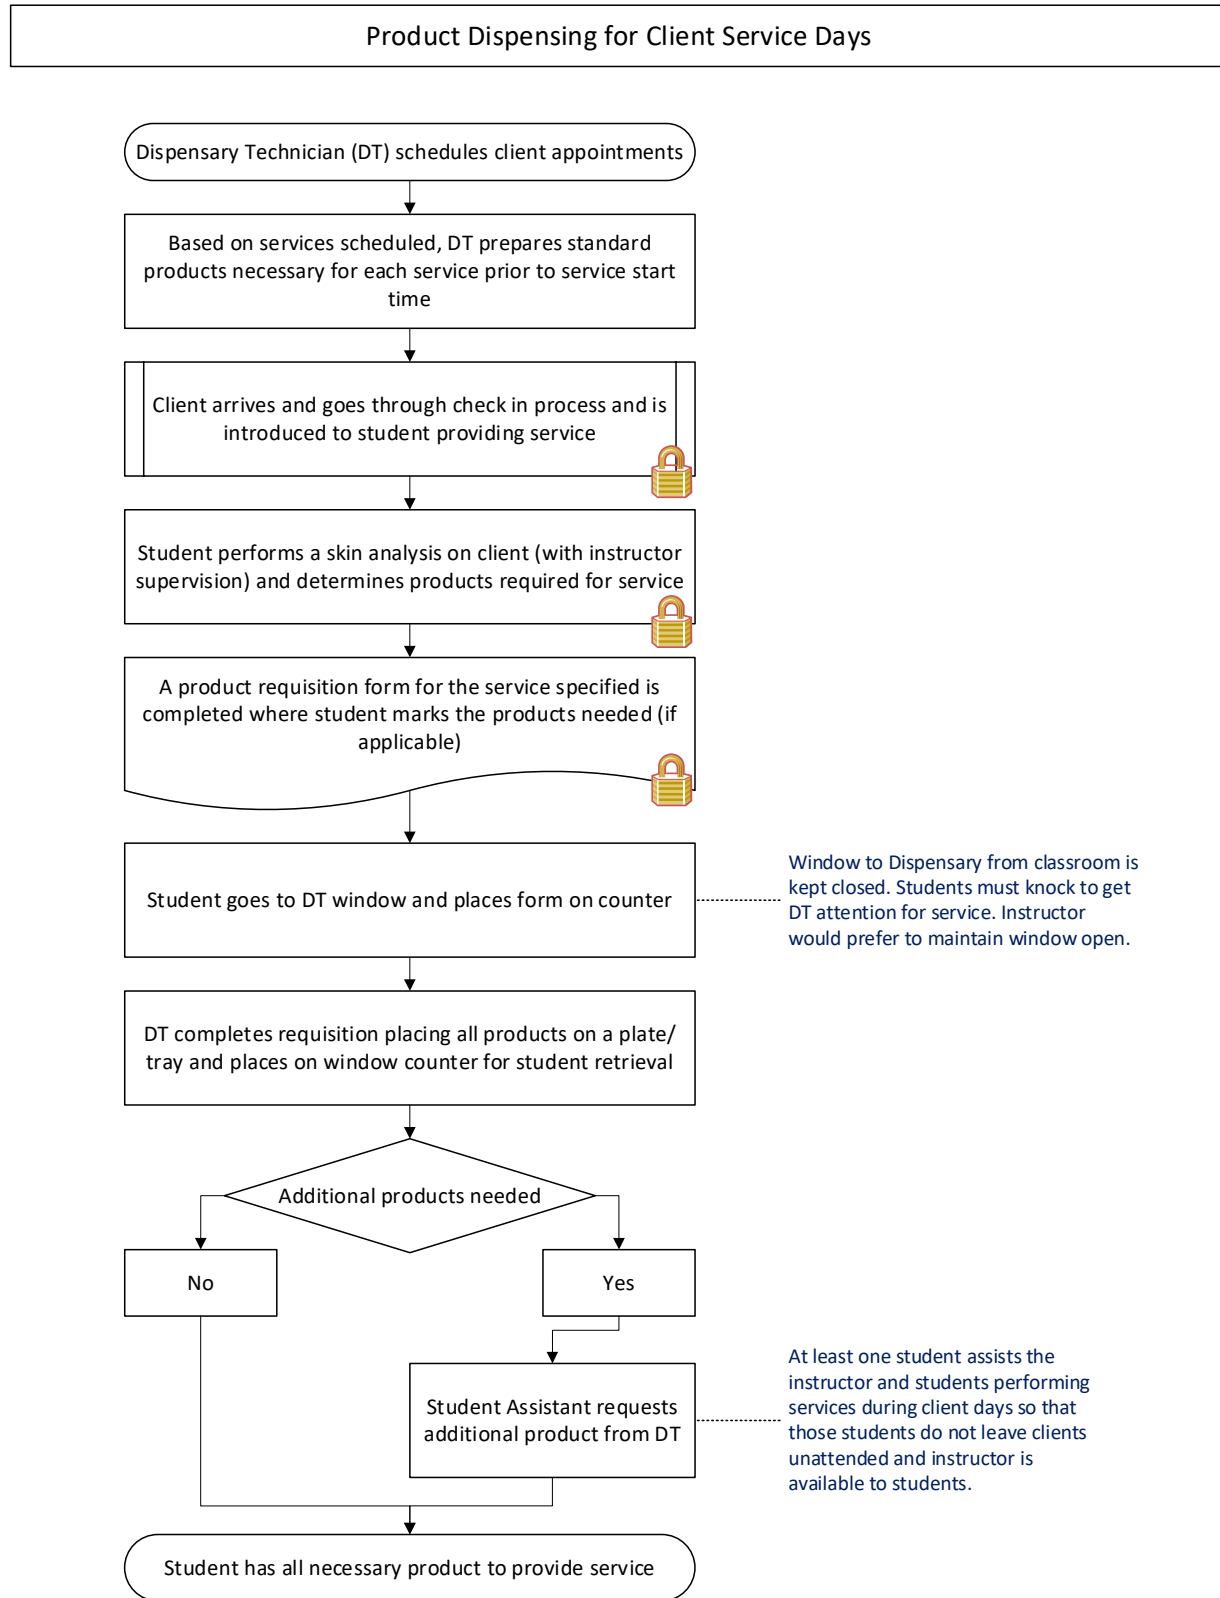 Product Dispensing for Client Service Days
Dispensary Technician (DT) schedules client appointments
Based on services scheduled, DT prepares standard
products necessary for each service prior to service start
time
Client arrives and goes through check in process and is
introduced to student providing service
Student performs a skin analysis on client (with instructor
supervision) and determines products required for service
A product requisition form for the service specified is
completed where student marks the products needed (if
applicable)
Student goes to DT window and places form on counter
Window to Dispensary from classroom is
kept closed. Students must knock to get
DT attention for service. Instructor
would prefer to maintain window open.
DT completes requisition placing all products on a plate/
tray and places on window counter for student retrieval
Additional products needed
No
Yes
Student Assistant requests
additional product from DT
At least one student assists the
instructor and students performing
services during client days so that
those students do not leave clients
unattended and instructor is
available to students.
Student has all necessary product to provide service